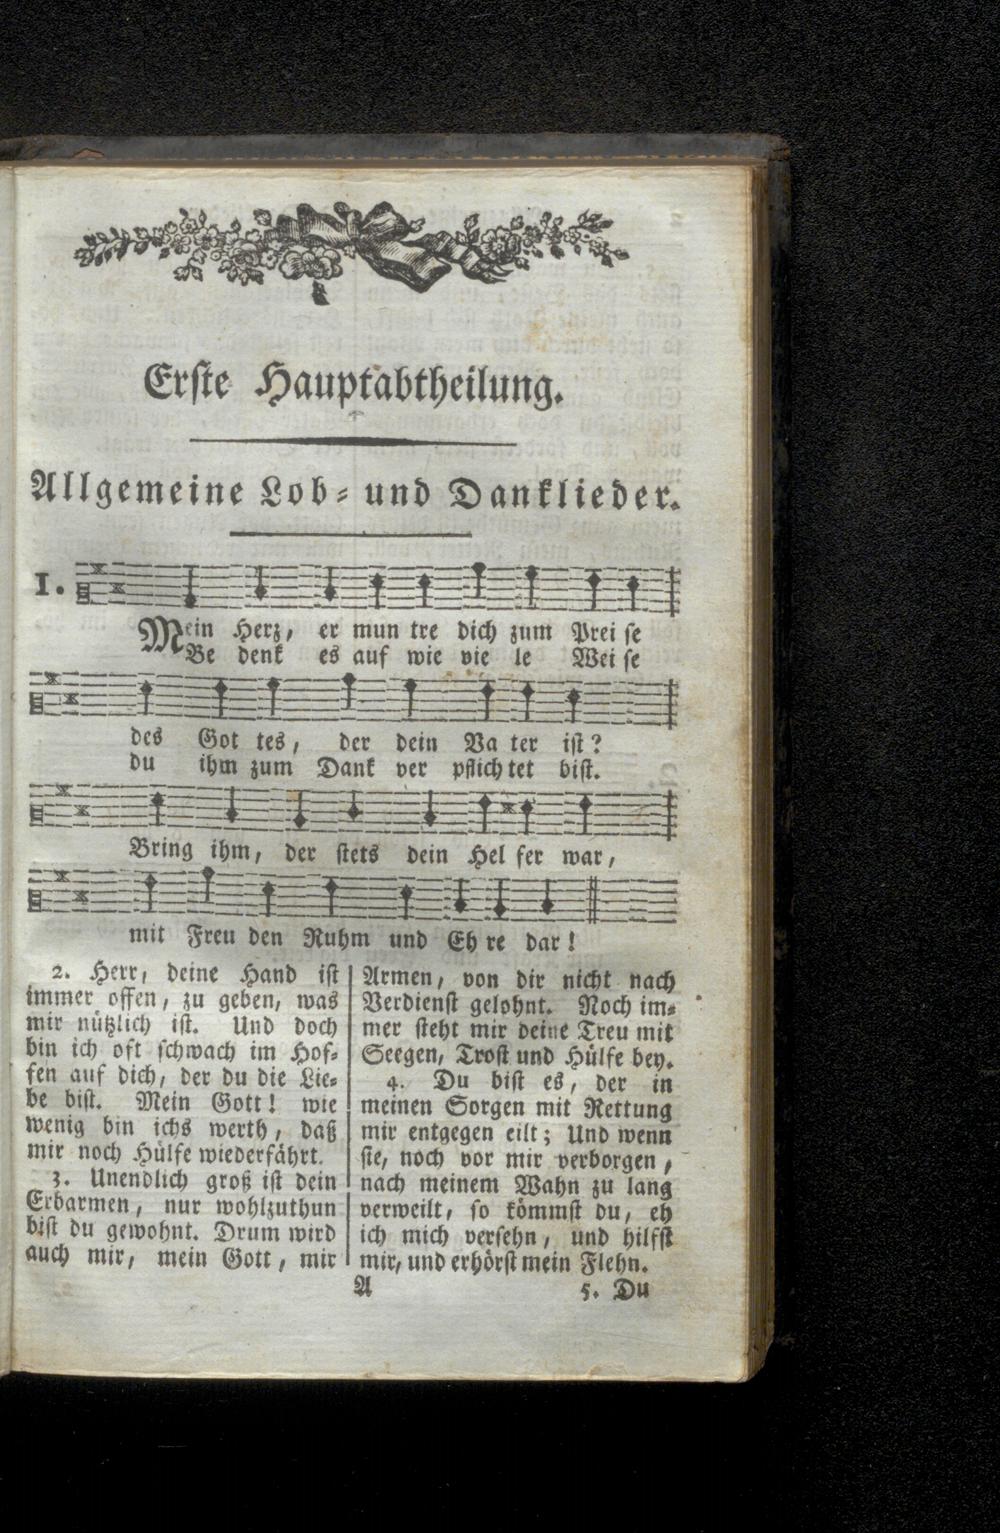 Erste Hauptabtheilung.
Allgemeine Lob- und Danklieder.
1.
Mein Herz, er mun tre dich zum Prei se
Be denk es auf wie vie le Wei se
des Got tes, der dein Va ter ist?
du ihm zum Dank ver pflich tet bist.
Bring ihm, der stets dein Hel fer war,
mit Freu den Ruhm und Eh re dar!
2. Herr, deine Hand ist
immer offen, zu geben, was
mir nützlich ist. Und doch
bin ich oft schwach im Hof-
fen auf dich, der du die Lie-
be bist. Mein Gott! wie
wenig bin ichs werth, daß
mir noch Hülfe wiederfährt.
3. Unendlich groß ist dein
Erbarmen, nur wohlzuthun
bist du gewohnt. Drum wird
auch mir, mein Gott, mir
Armen, von dir nicht nach
Verdienst gelohnt. Noch im-
mer steht mir deine Treu mit
Seegen, Trost und Hülfe bey.
4. Du bist es, der in
meinen Sorgen mit Rettung
mir entgegen eilt; Und wenn
sie, noch vor mir verborgen,
nach meinem Wahn zu lang
verweilt, so kömmst du, eh
ich mich versehn, und hilfst
mir, und erhörst mein Flehn.
A
5. Du